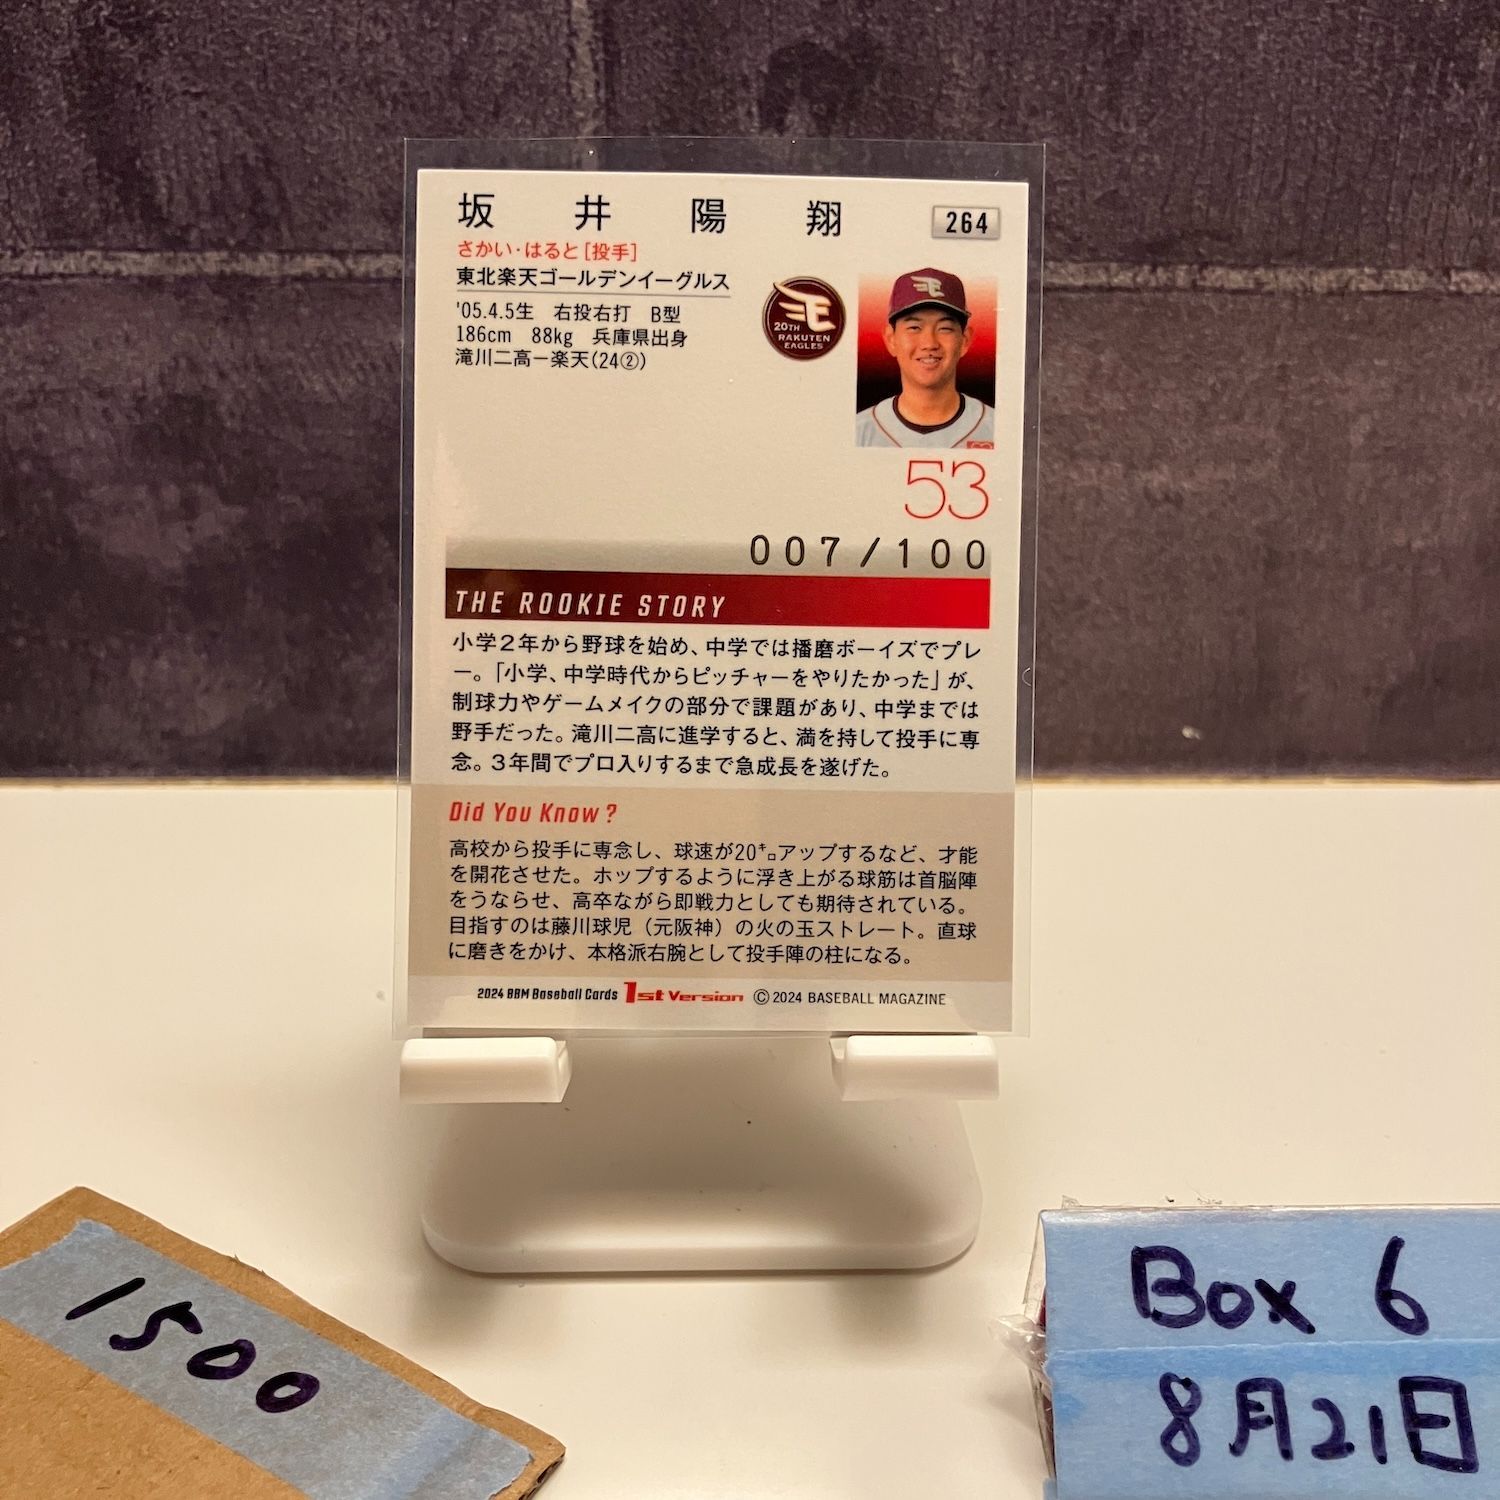 坂井陽翔
264
さかい・はると[投手]
東北楽天ゴールデンイーグルス
'05.4.5生 右投右打 B型
186cm 88kg 兵庫県出身
滝川二高ー楽天(24②)
20TH
RAKUTEN
EAGLES
53
007/100
THE ROOKIE STORY
小学2年から野球を始め、中学では播磨ボーイズでプレ
ー。「小学、中学時代からピッチャーをやりたかった」が、
制球力やゲームメイクの部分で課題があり、中学までは
野手だった。滝川二高に進学すると、満を持して投手に専
念。3年間でプロ入りするまで急成長を遂げた。
Did You Know?
高校から投手に専念し、球速が20㌔アップするなど、才能
を開花させた。ホップするように浮き上がる球筋は首脳陣
をうならせ、高卒ながら即戦力としても期待されている。
目指すのは藤川球児（元阪神）の火の玉ストレート。直球
に磨きをかけ、本格派右腕として投手陣の柱になる。
2024 BBM Baseball Cards 1st Version © 2024 BASEBALL MAGAZINE
1500
Box 6
8月21日